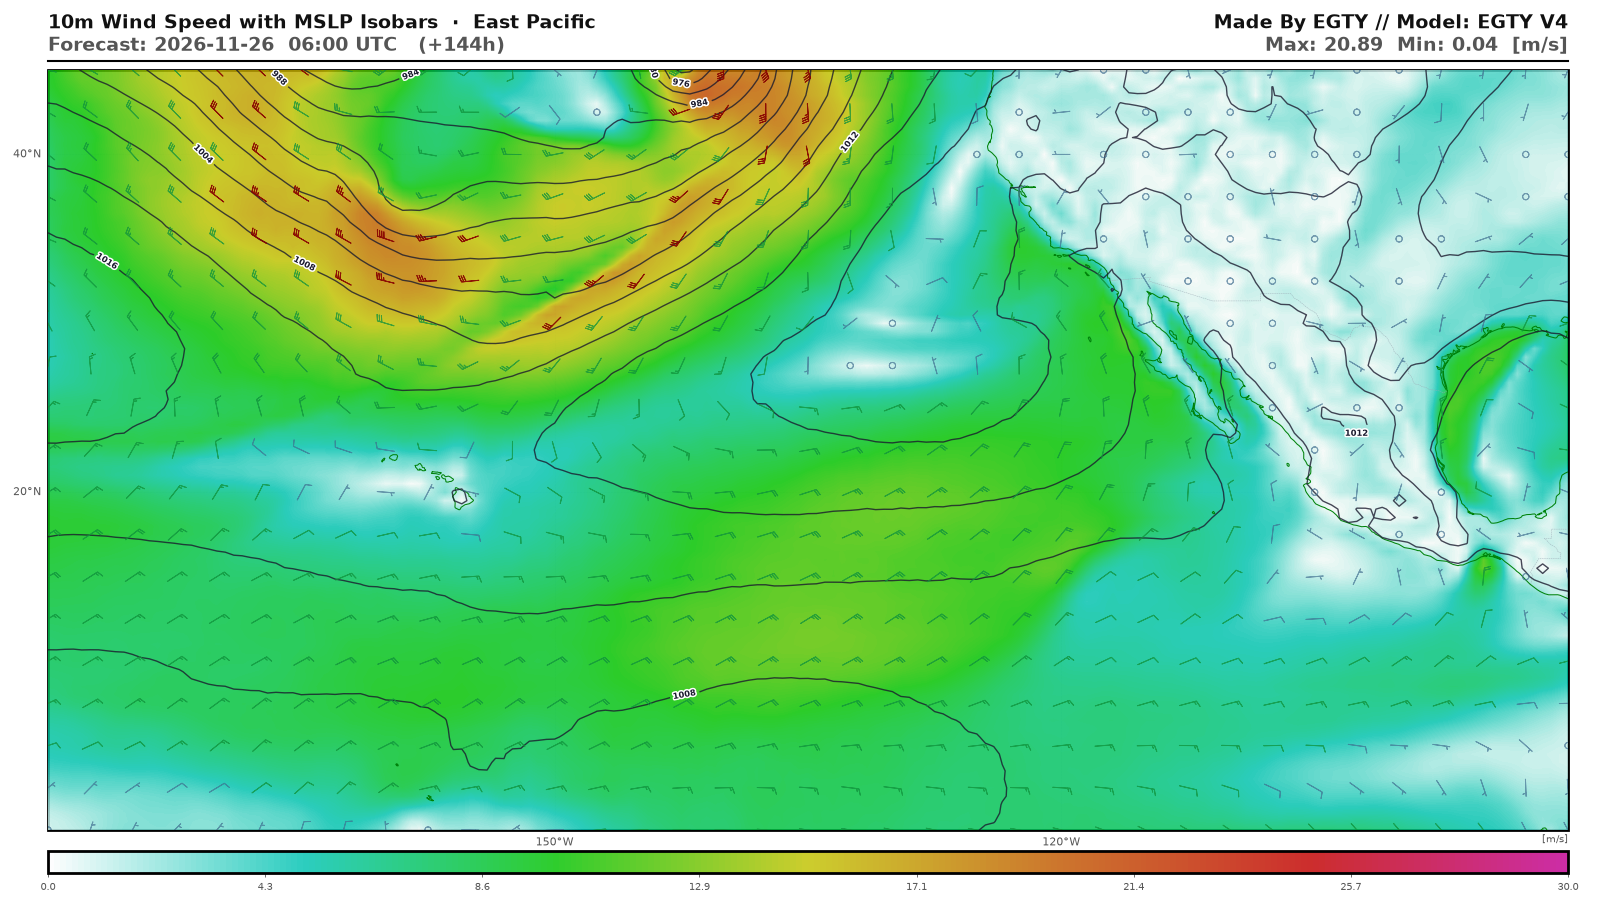 10m Wind Speed with MSLP Isobars · East Pacific
Made By EGTY // Model: EGTY V4
Forecast: 2026-11-26 06:00 UTC (+144h)
Max: 20.89 Min: 0.04 [m/s]
988
984
976
984
1012
1004
40°N
1016
1008
1012
20°N
1008
150°W
120°W
[m/s]
0.0
4.3
8.6
12.9
17.1
21.4
25.7
30.0